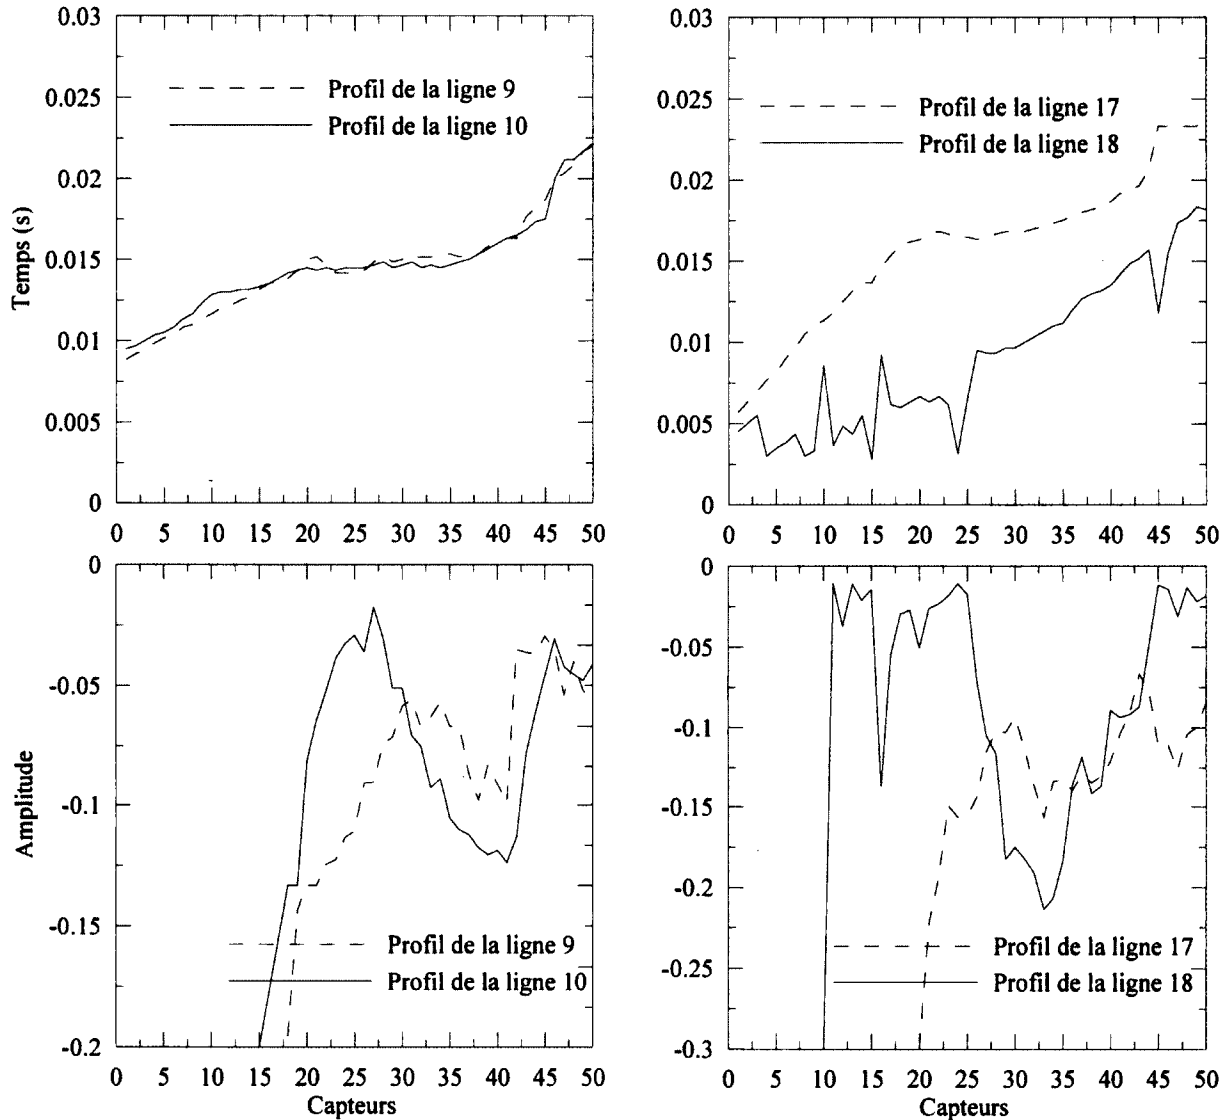 0.03
0.025
0.02
0.015
0.01
0.005
0
Temps (s)
Profil de la ligne 9
Profil de la ligne 10
0 5 10 15 20 25 30 35 40 45 50
0.03
0.025
0.02
0.015
0.01
0.005
0
Profil de la ligne 17
Profil de la ligne 18
0 5 10 15 20 25 30 35 40 45 50
0
-0.05
-0.1
-0.15
-0.2
Amplitude
Profil de la ligne 9
Profil de la ligne 10
0 5 10 15 20 25 30 35 40 45 50
Capteurs
0
-0.05
-0.1
-0.15
-0.2
-0.25
-0.3
Profil de la ligne 17
Profil de la ligne 18
0 5 10 15 20 25 30 35 40 45 50
Capteurs